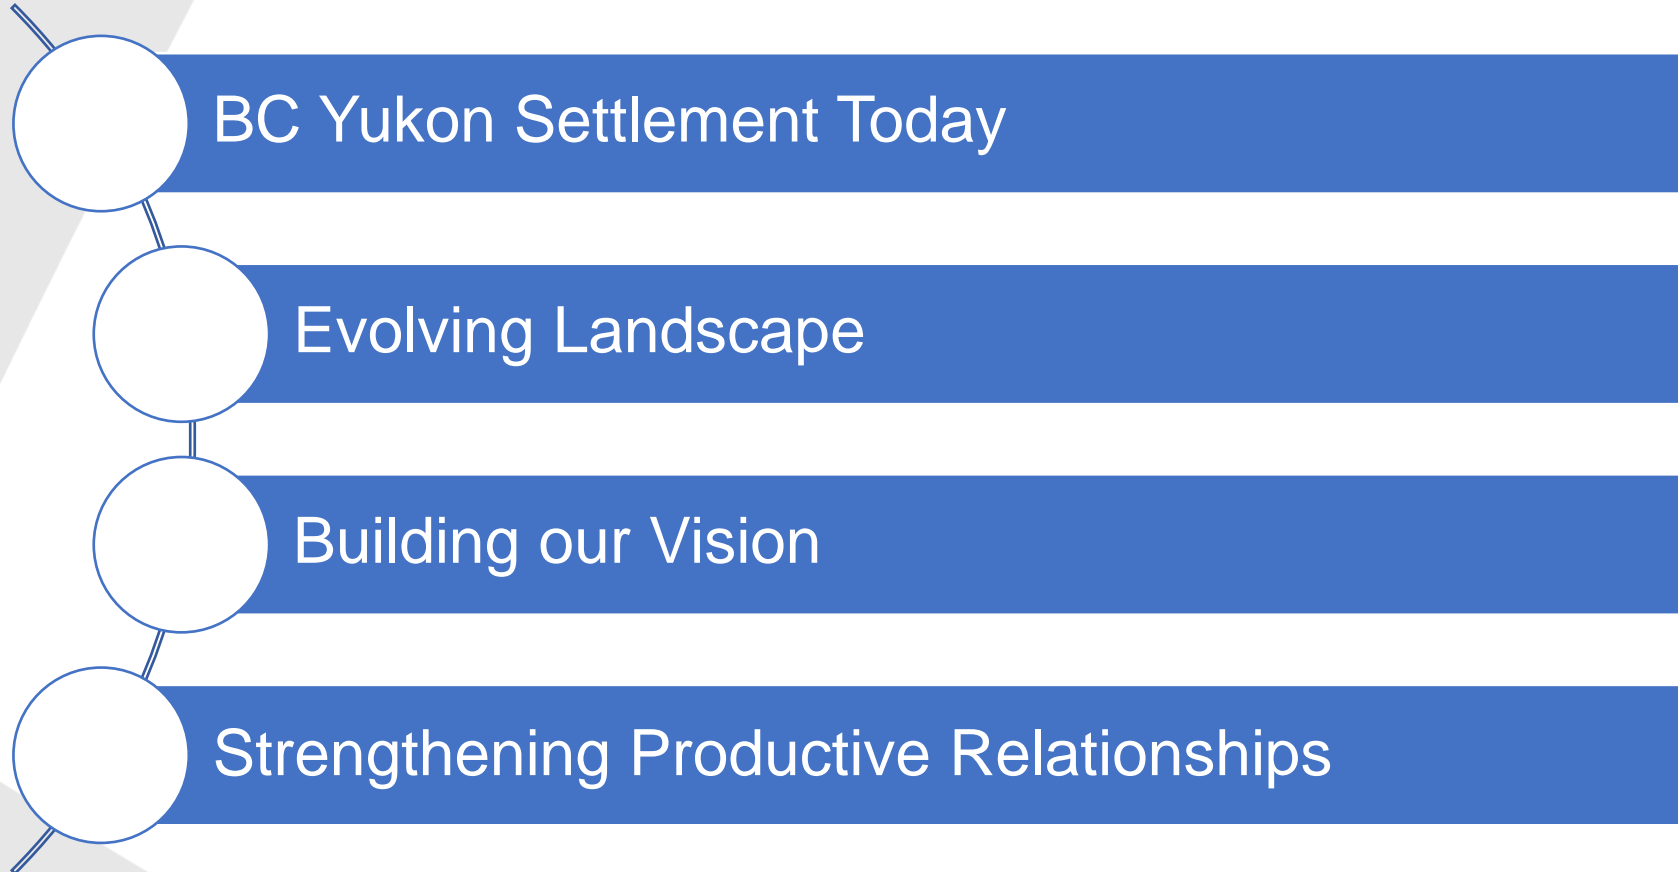 BC Yukon Settlement Today
Evolving Landscape
Building our Vision
Strengthening Productive Relationships